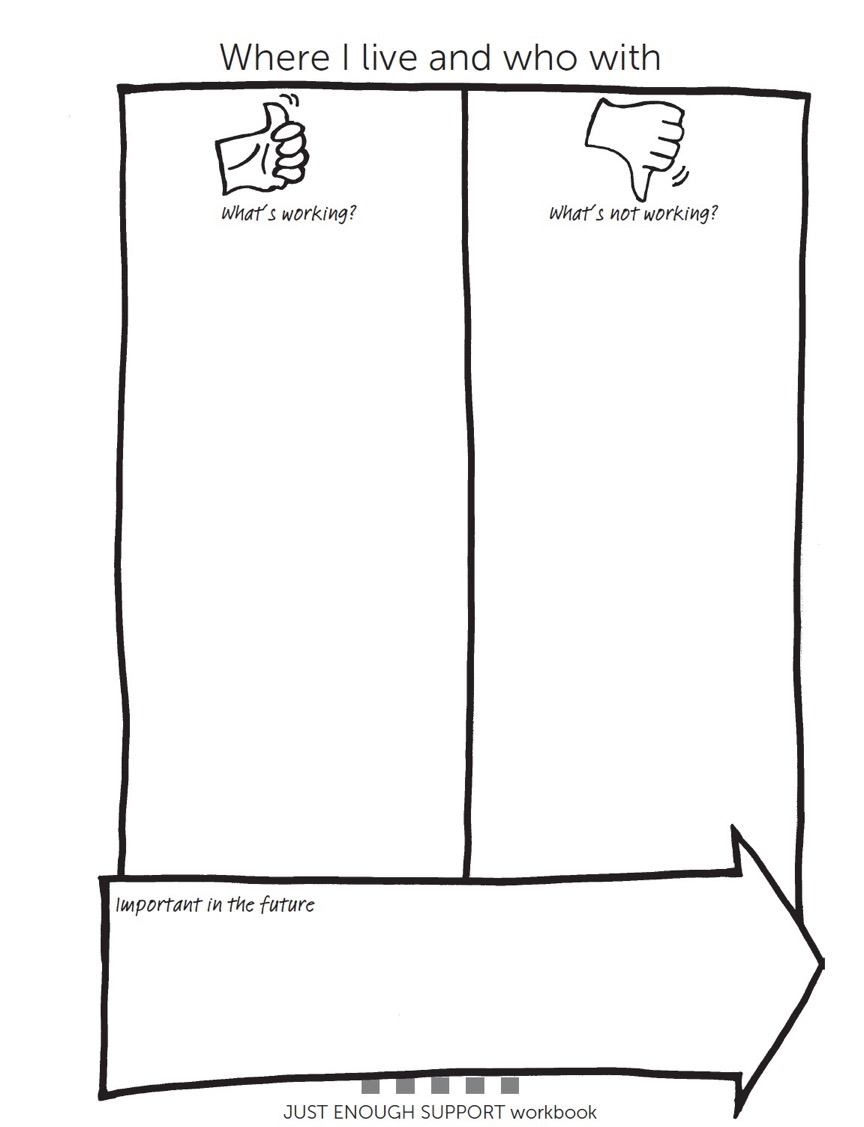 Where I live and who with
What's working?
What's not working?
Important in the future
JUST ENOUGH SUPPORT workbook